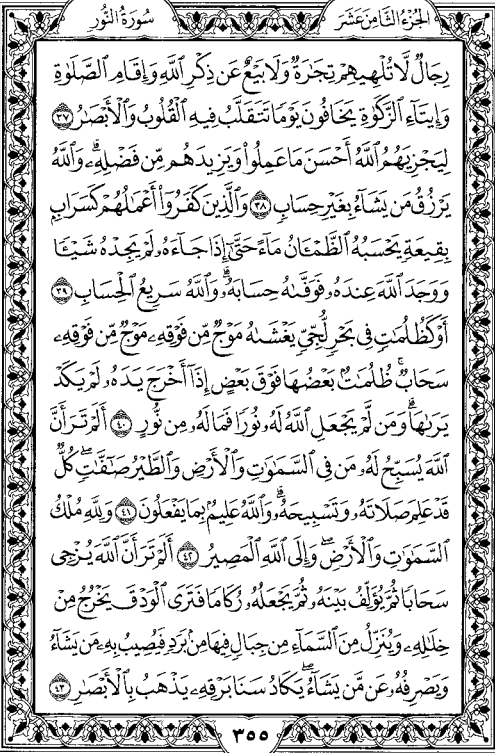 الجزء الثامن عشر
سورة النور
رِجَالٌ لَّا تُلْهِيهِمْ تِجَٰرَةٌ وَلَا بَيْعٌ عَن ذِكْرِ ٱللَّهِ وَإِقَامِ ٱلصَّلَوٰةِ
وَإِيتَآءِ ٱلزَّكَوٰةِ يَخَافُونَ يَوْمًا تَتَقَلَّبُ فِيهِ ٱلْقُلُوبُ وَٱلْأَبْصَٰرُ ٣٧
لِيَجْزِيَهُمُ ٱللَّهُ أَحْسَنَ مَا عَمِلُوا۟ وَيَزِيدَهُم مِّن فَضْلِهِۦۗ وَٱللَّهُ
يَرْزُقُ مَن يَشَآءُ بِغَيْرِ حِسَابٍ ٣٨ وَٱلَّذِينَ كَفَرُوٓا۟ أَعْمَٰلُهُمْ كَسَرَابٍۭ
بِقِيعَةٍ يَحْسَبُهُ ٱلظَّمْـَٔانُ مَآءً حَتَّىٰٓ إِذَا جَآءَهُۥ لَمْ يَجِدْهُ شَيْـًٔا
وَوَجَدَ ٱللَّهَ عِندَهُۥ فَوَفَّىٰهُ حِسَابَهُۥۗ وَٱللَّهُ سَرِيعُ ٱلْحِسَابِ ٣٩
أَوْ كَظُلُمَٰتٍ فِى بَحْرٍ لُّجِّىٍّ يَغْشَىٰهُ مَوْجٌ مِّن فَوْقِهِۦ مَوْجٌ مِّن فَوْقِهِۦ
سَحَابٌۚ ظُلُمَٰتٌۢ بَعْضُهَا فَوْقَ بَعْضٍ إِذَآ أَخْرَجَ يَدَهُۥ لَمْ يَكَدْ
يَرَىٰهَاۗ وَمَن لَّمْ يَجْعَلِ ٱللَّهُ لَهُۥ نُورًا فَمَا لَهُۥ مِن نُّورٍ ٤٠ أَلَمْ تَرَ أَنَّ
ٱللَّهَ يُسَبِّحُ لَهُۥ مَن فِى ٱلسَّمَٰوَٰتِ وَٱلْأَرْضِ وَٱلطَّيْرُ صَٰٓفَّٰتٍۖ كُلٌّ
قَدْ عَلِمَ صَلَاتَهُۥ وَتَسْبِيحَهُۥۗ وَٱللَّهُ عَلِيمٌۢ بِمَا يَفْعَلُونَ ٤١ وَلِلَّهِ مُلْكُ
ٱلسَّمَٰوَٰتِ وَٱلْأَرْضِۖ وَإِلَى ٱللَّهِ ٱلْمَصِيرُ ٤٢ أَلَمْ تَرَ أَنَّ ٱللَّهَ يُزْجِى
سَحَابًا ثُمَّ يُؤَلِّفُ بَيْنَهُۥ ثُمَّ يَجْعَلُهُۥ رُكَامًا فَتَرَى ٱلْوَدْقَ يَخْرُجُ مِنْ
خِلَٰلِهِۦ وَيُنَزِّلُ مِنَ ٱلسَّمَآءِ مِن جِبَالٍ فِيهَا مِنۢ بَرَدٍ فَيُصِيبُ بِهِۦ مَن يَشَآءُ
وَيَصْرِفُهُۥ عَن مَّن يَشَآءُۖ يَكَادُ سَنَا بَرْقِهِۦ يَذْهَبُ بِٱلْأَبْصَٰرِ ٤٣
٣٥٥